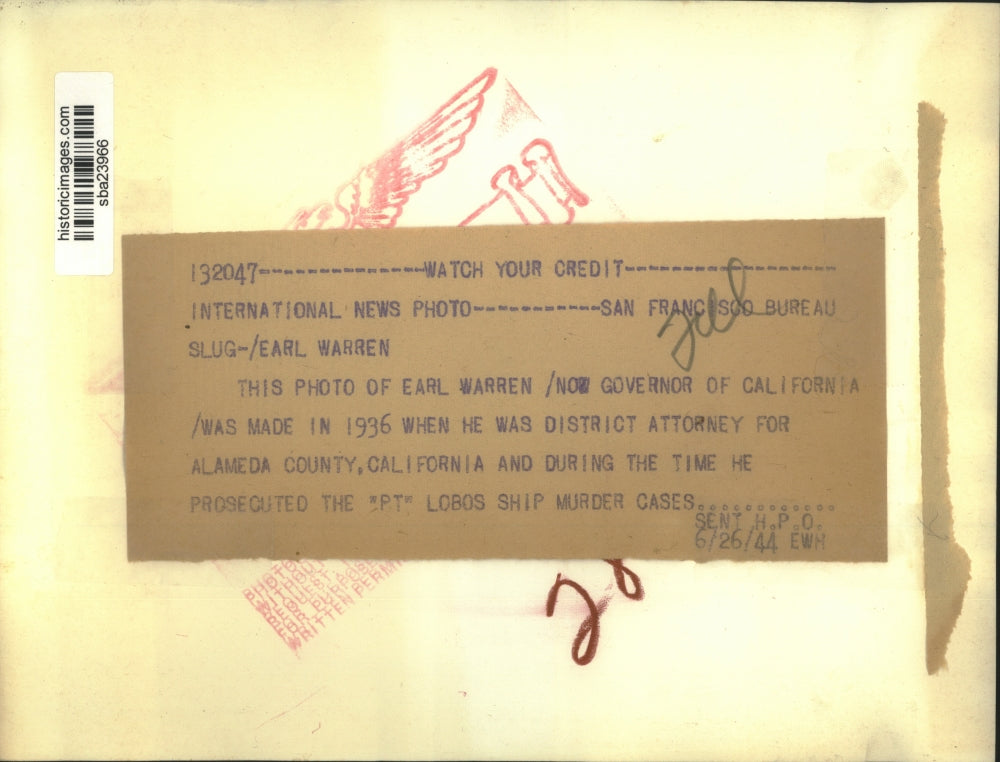 historicimages.com
sba23966
132047----------------WATCH YOUR CREDIT--------------------
INTERNATIONAL NEWS PHOTO------------SAN FRANCISCO BUREAU
SLUG-/EARL WARREN
THIS PHOTO OF EARL WARREN /NOW GOVERNOR OF CALIFORNIA
/WAS MADE IN 1936 WHEN HE WAS DISTRICT ATTORNEY FOR
ALAMEDA COUNTY,CALIFORNIA AND DURING THE TIME HE
PROSECUTED THE "PT" LOBOS SHIP MURDER CASES.............
SENT H.P.O.
6/26/44 EWH